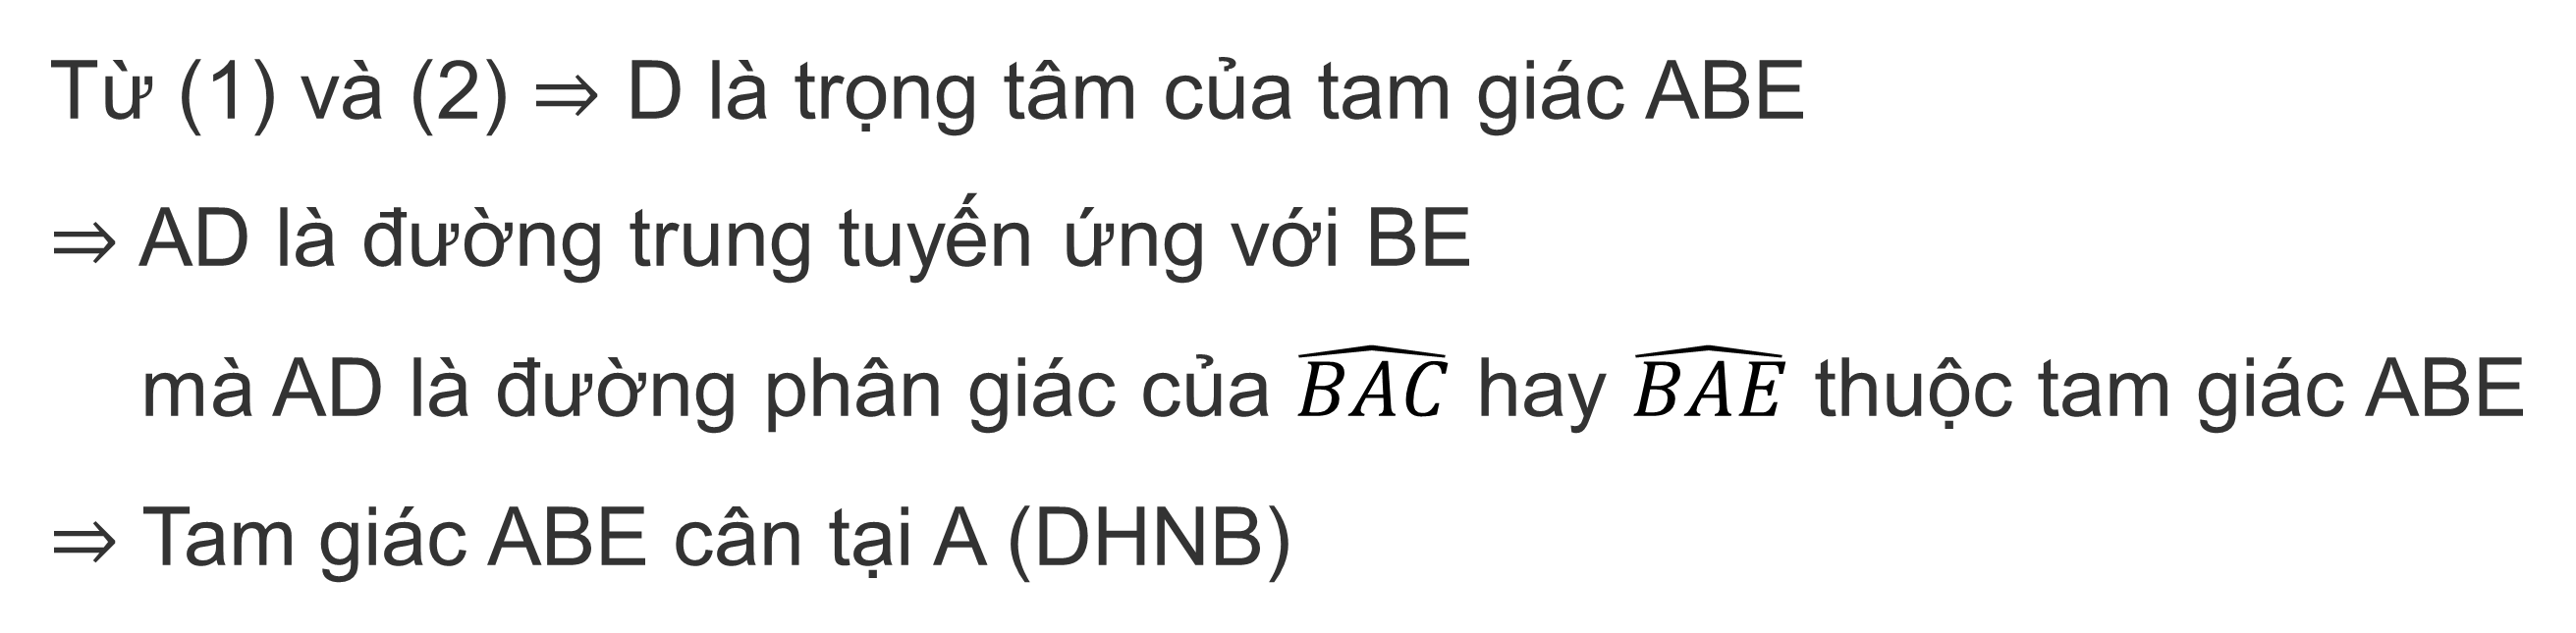 Từ (1) và (2) ⇒ D là trọng tâm của tam giác ABE
⇒ AD là đường trung tuyến ứng với BE
mà AD là đường phân giác của \widehat{BAC} hay \widehat{BAE} thuộc tam giác ABE
⇒ Tam giác ABE cân tại A (DHNB)